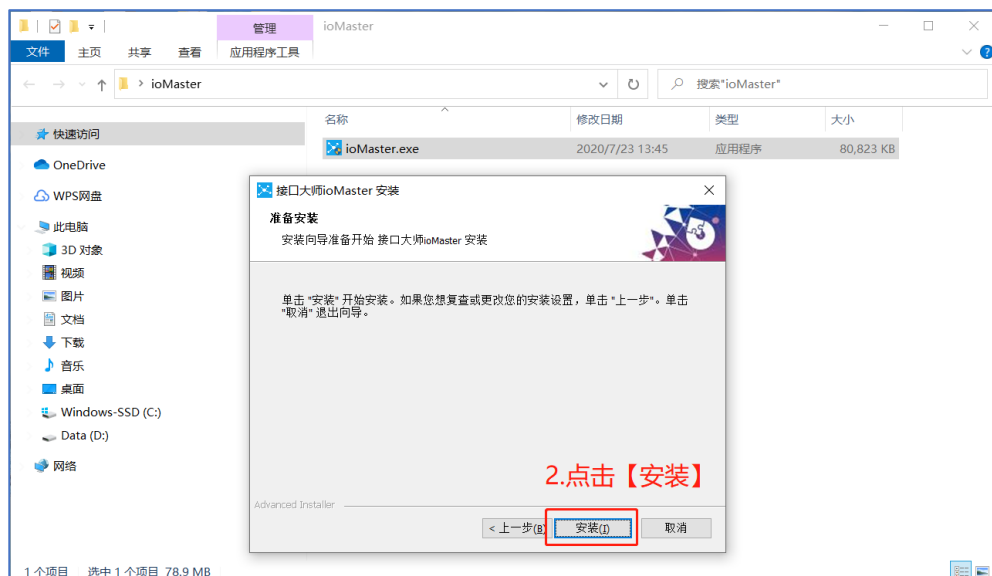 管理
ioMaster
文件
主页
共享
查看
应用程序工具
ioMaster
搜索"ioMaster"
名称
修改日期
类型
大小
ioMaster.exe
2020/7/23 13:45
应用程序
80,823 KB
快速访问
OneDrive
WPS网盘
此电脑
3D 对象
视频
图片
文档
下载
音乐
桌面
Windows-SSD (C:)
Data (D:)
网络
接口大师ioMaster 安装
准备安装
安装向导准备开始 接口大师ioMaster 安装
单击 "安装" 开始安装。如果您想复查或更改您的安装设置，单击 "上一步"。单击
"取消" 退出向导。
2.点击【安装】
Advanced Installer
< 上一步(B)
安装(I)
取消
1 个项目
选中 1 个项目 78.9 MB